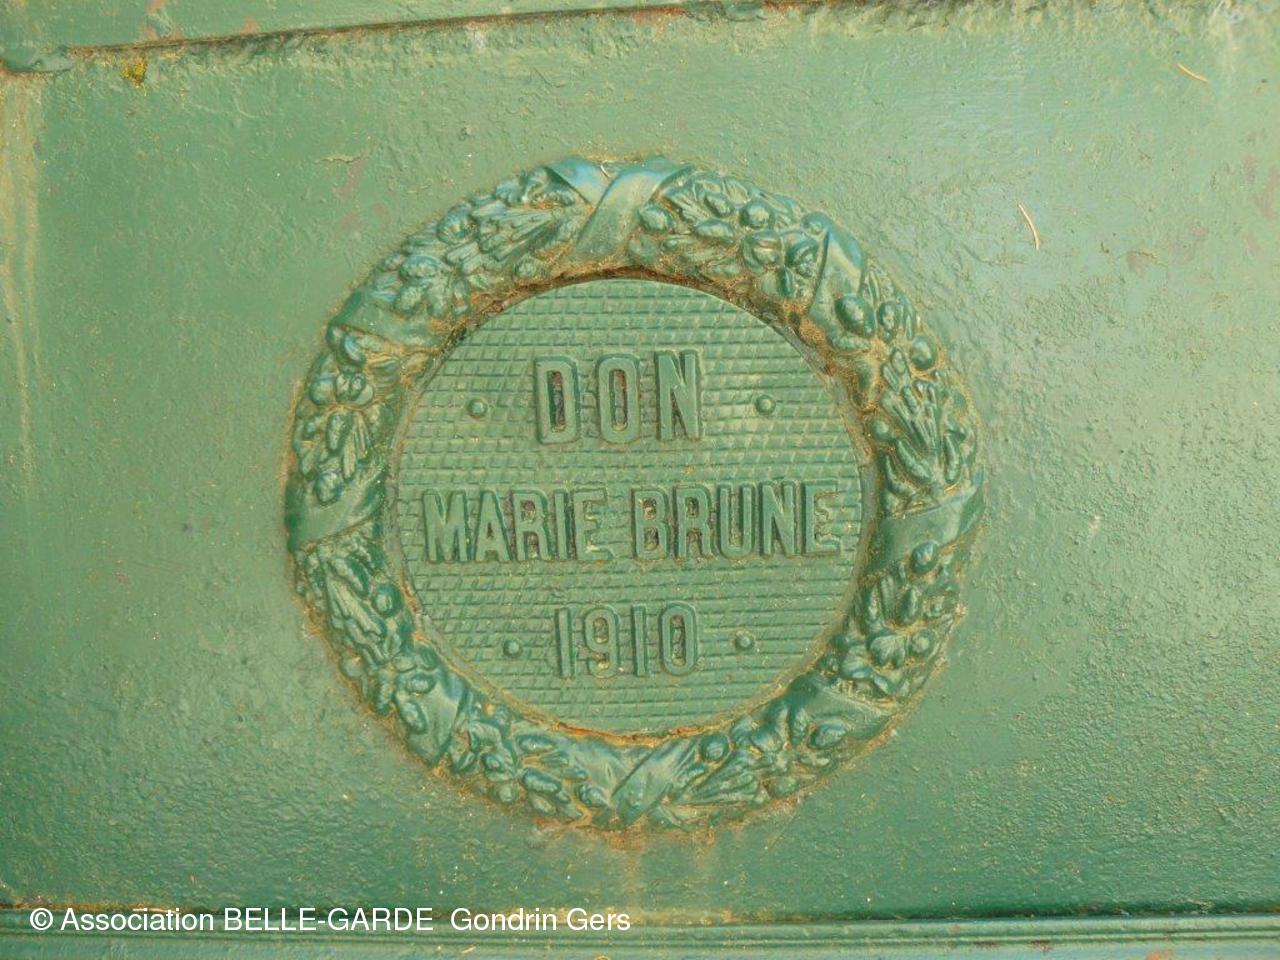 DON
MARIE BRUNE
1910
© Association BELLE-GARDE Gondrin Gers